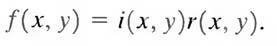 f(x, y) = i(x, y)r(x, y).